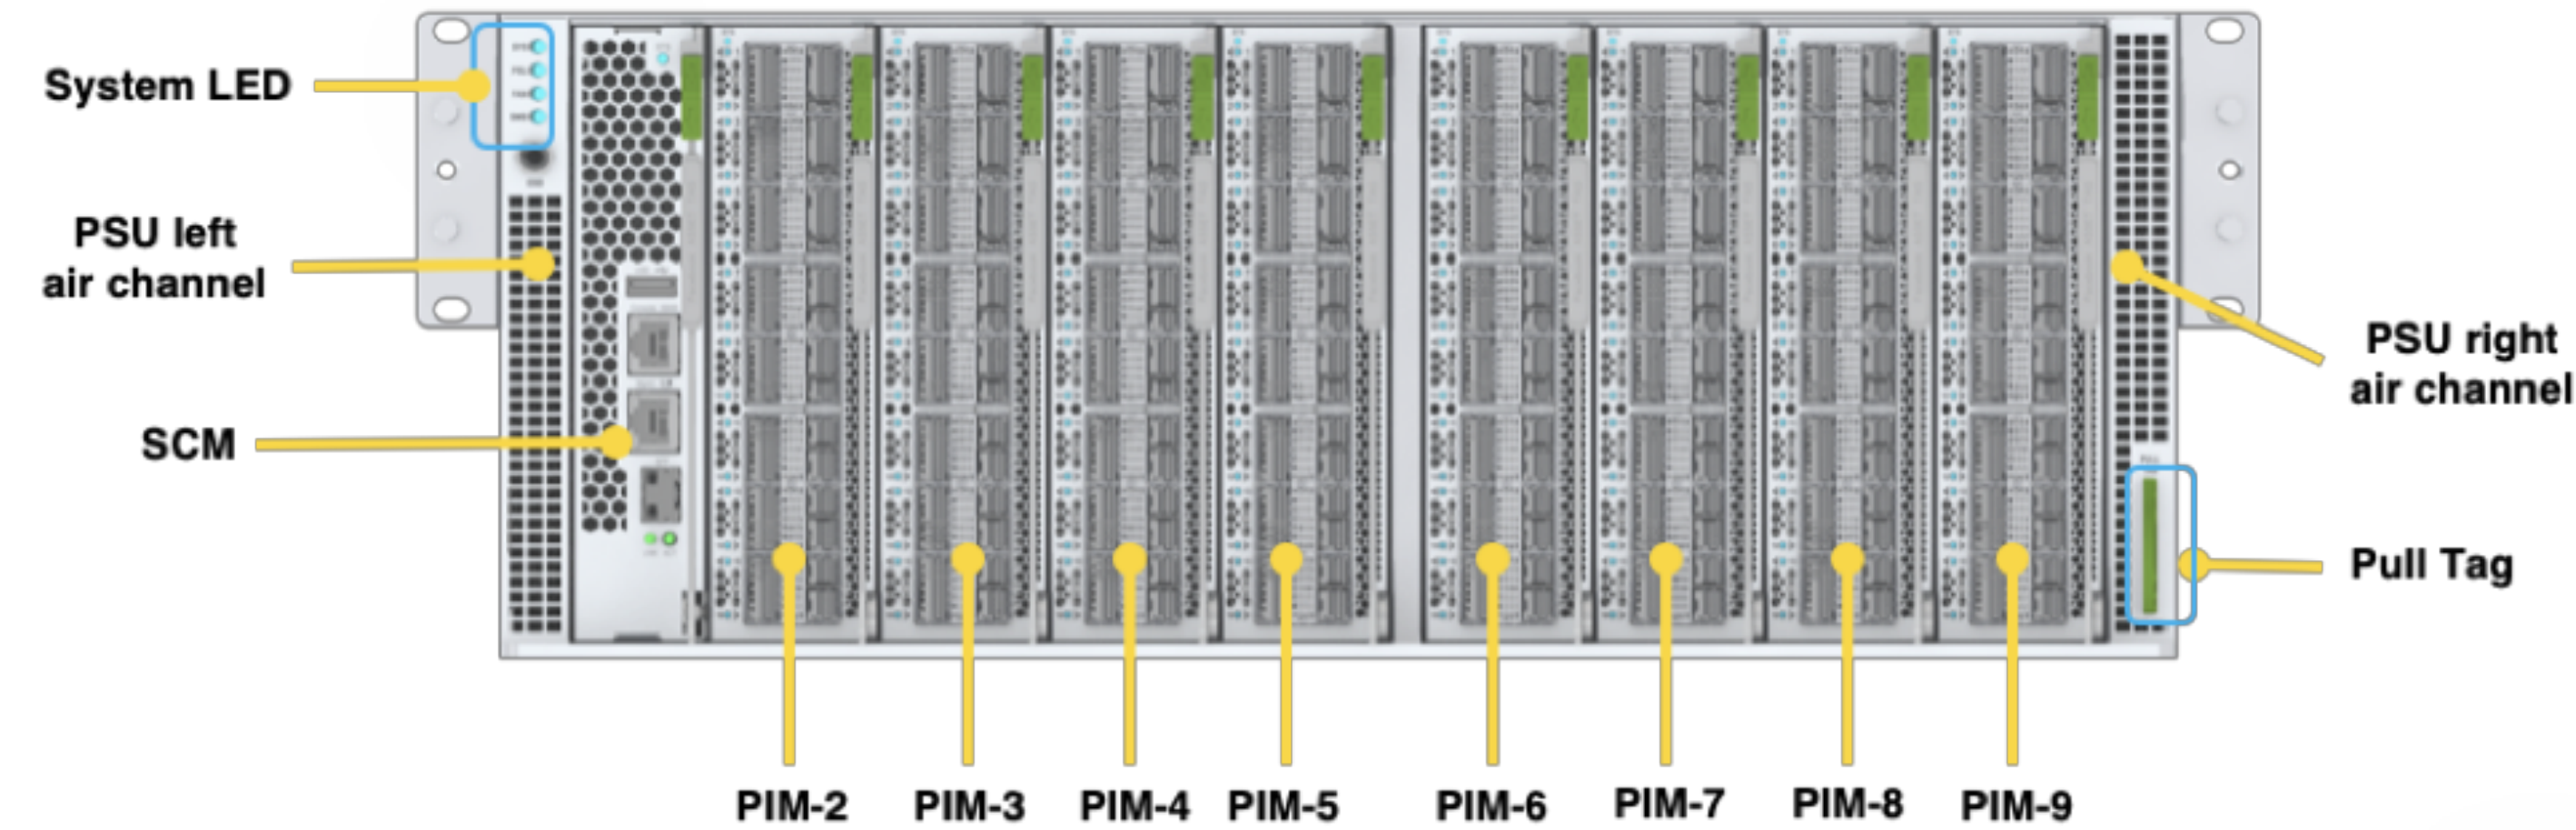 System LED
PSU left
air channel
SCM
PSU right
air channel
Pull Tag
PIM-2
PIM-3
PIM-4
PIM-5
PIM-6
PIM-7
PIM-8
PIM-9